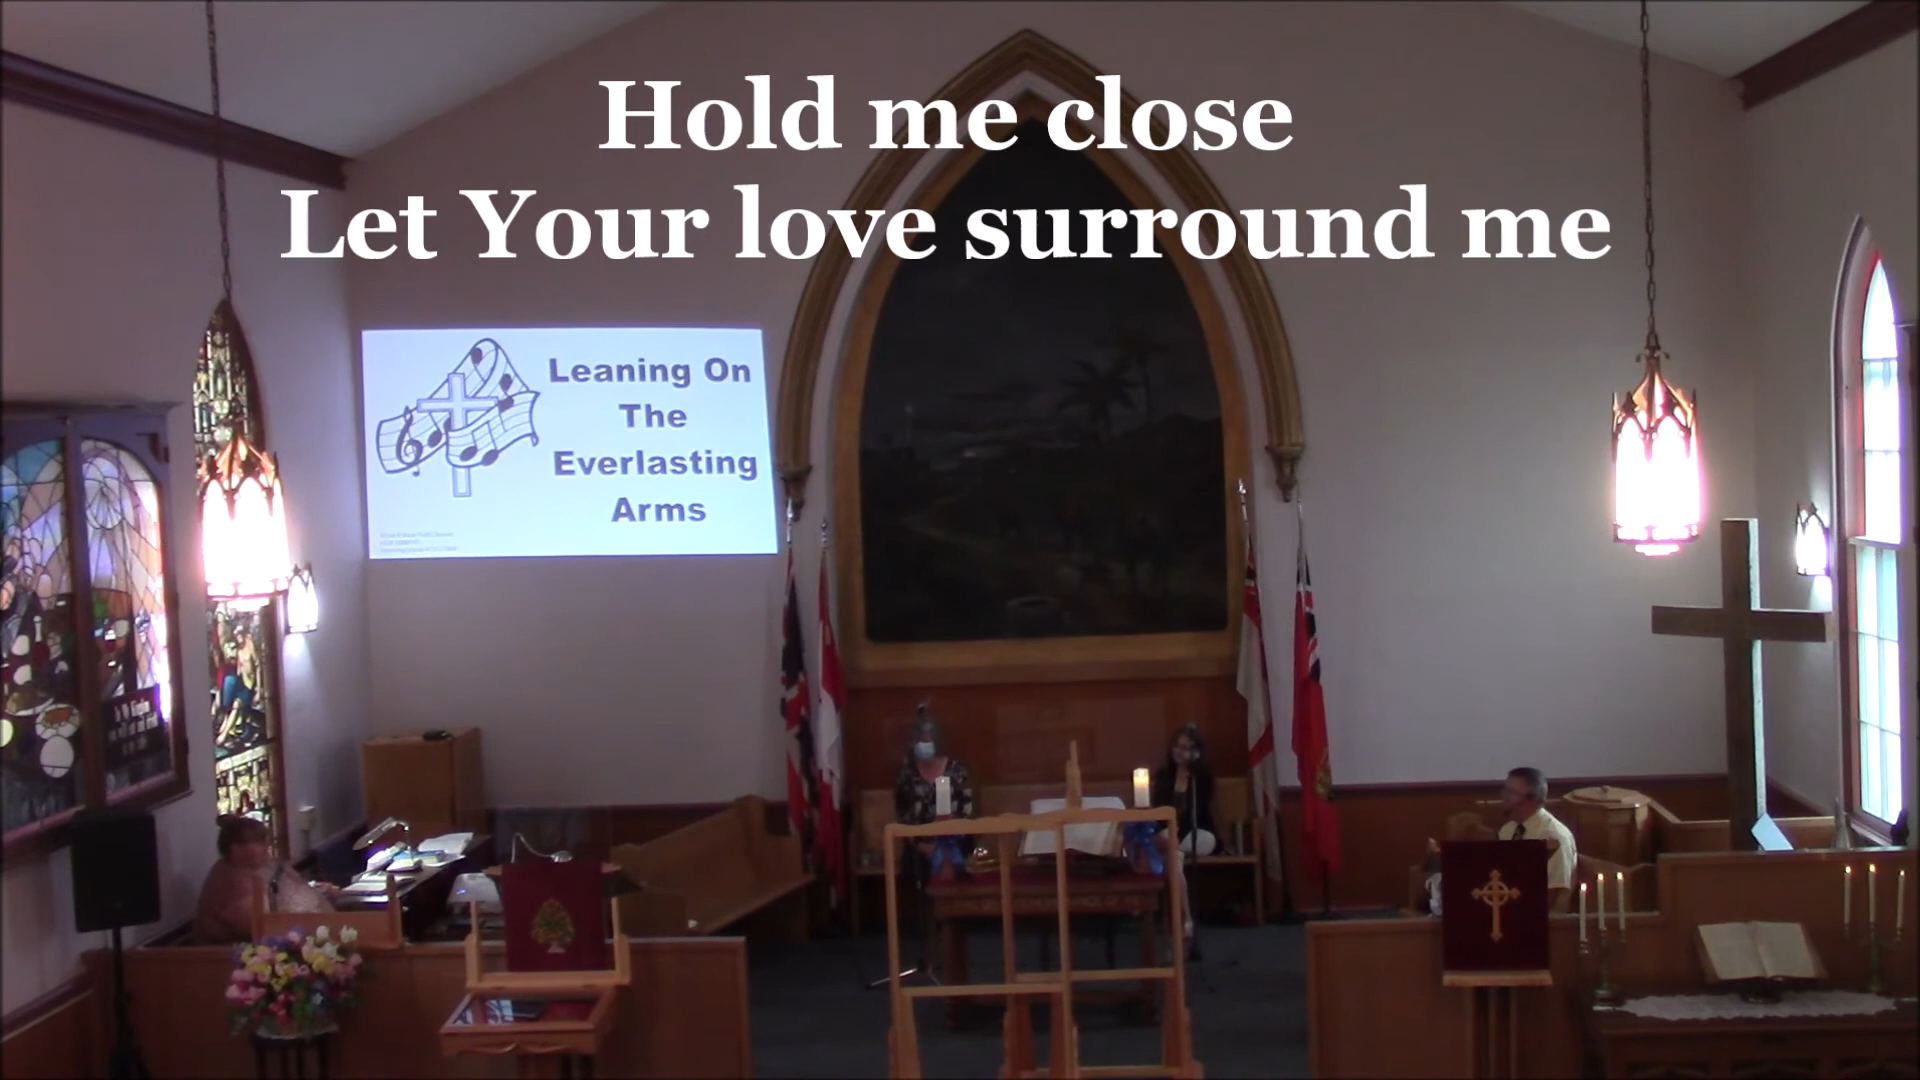 Hold me close
Let Your love surround me
Leaning On
The
Everlasting
Arms